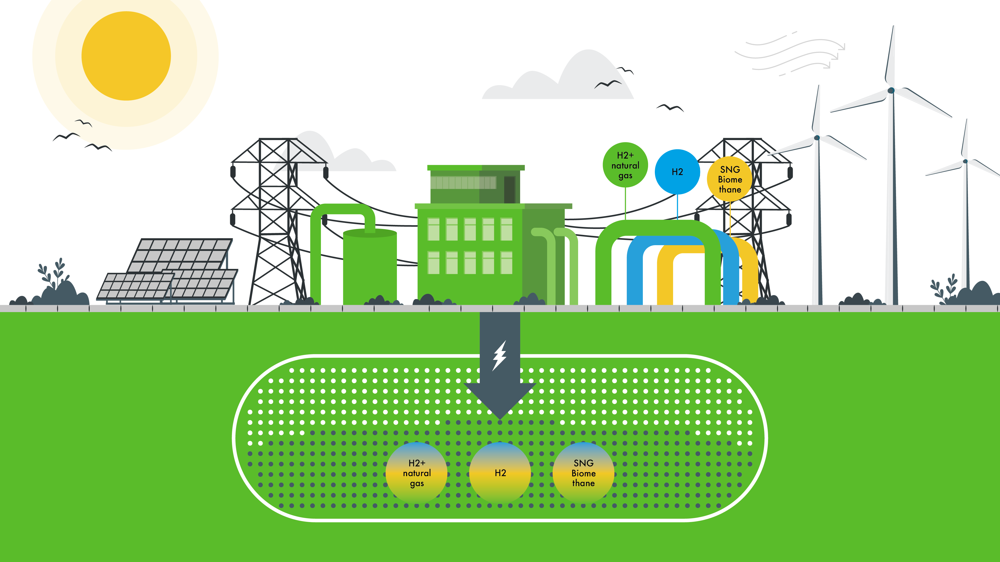 H2+
natural
gas
H2
SNG
Biome
thane
H2+
natural
gas
H2
SNG
Biome
thane